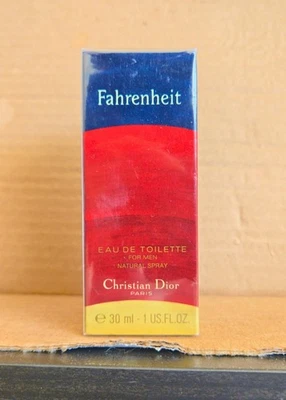 Fahrenheit
EAU DE TOILETTE
FOR MEN
NATURAL SPRAY
Christian Dior
PARIS
℮ 30 ml - 1 US.FL.OZ.